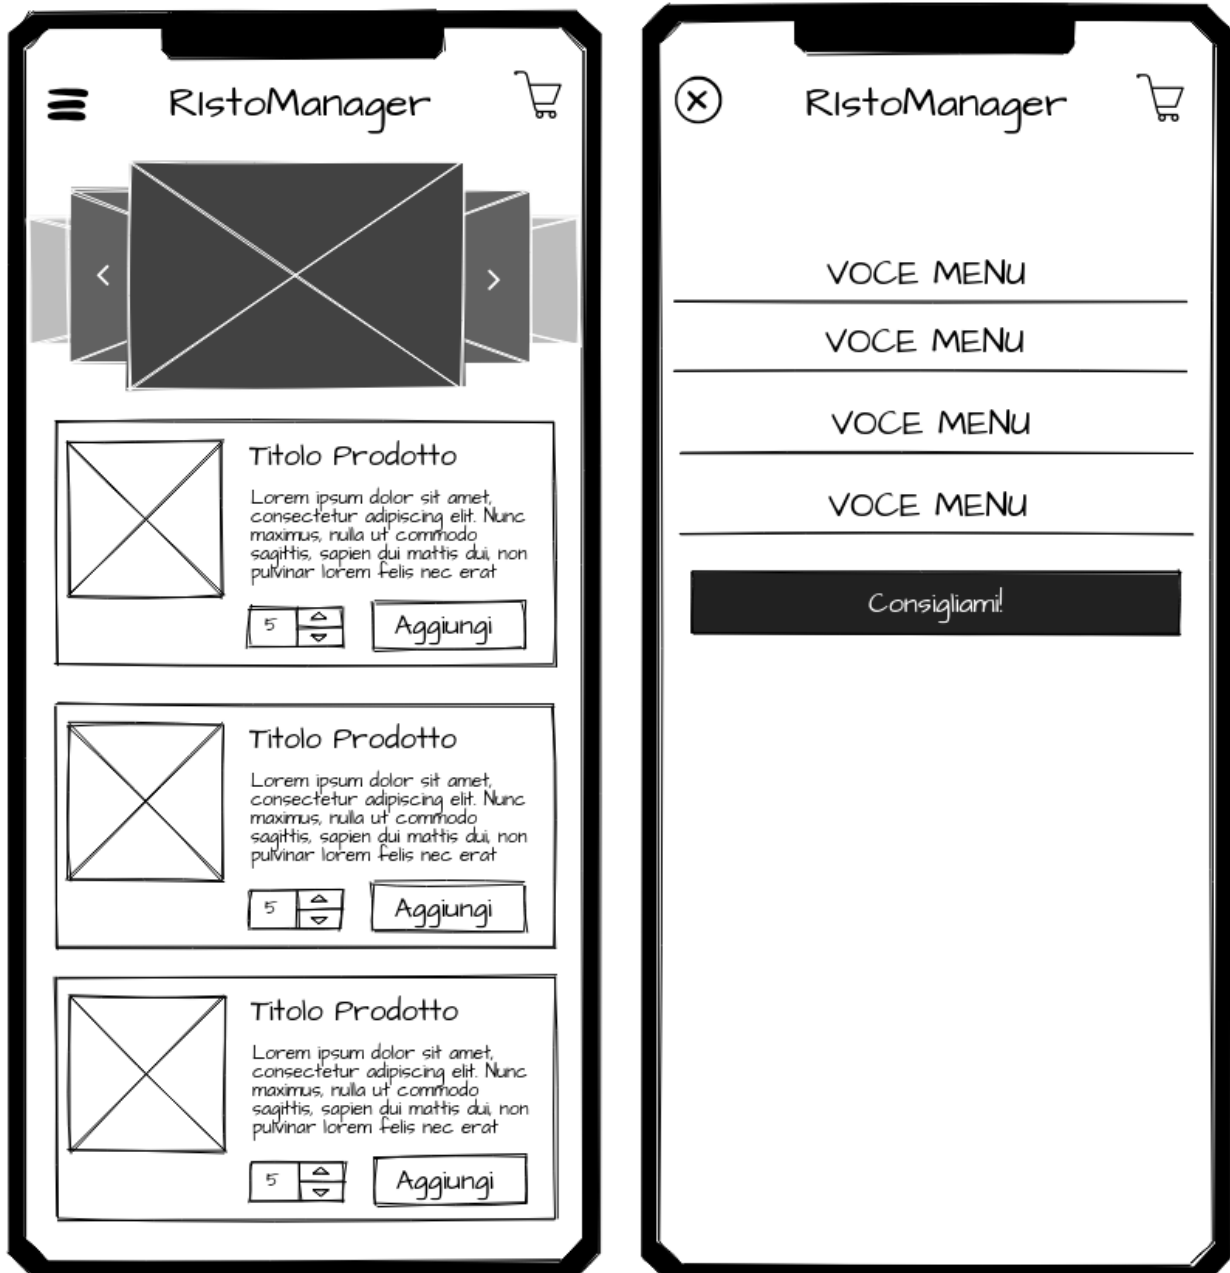 RIstoManager
Titolo Prodotto
Lorem ipsum dolor sit amet,
consectetur adipiscing elit. Nunc
maximus, nulla ut commodo
sagittis, sapien dui mattis dui, non
pulvinar lorem felis nec erat
5
Aggiungi
Titolo Prodotto
Lorem ipsum dolor sit amet,
consectetur adipiscing elit. Nunc
maximus, nulla ut commodo
sagittis, sapien dui mattis dui, non
pulvinar lorem felis nec erat
5
Aggiungi
Titolo Prodotto
Lorem ipsum dolor sit amet,
consectetur adipiscing elit. Nunc
maximus, nulla ut commodo
sagittis, sapien dui mattis dui, non
pulvinar lorem felis nec erat
5
Aggiungi
RIstoManager
VOCE MENU
VOCE MENU
VOCE MENU
VOCE MENU
Consigliami!